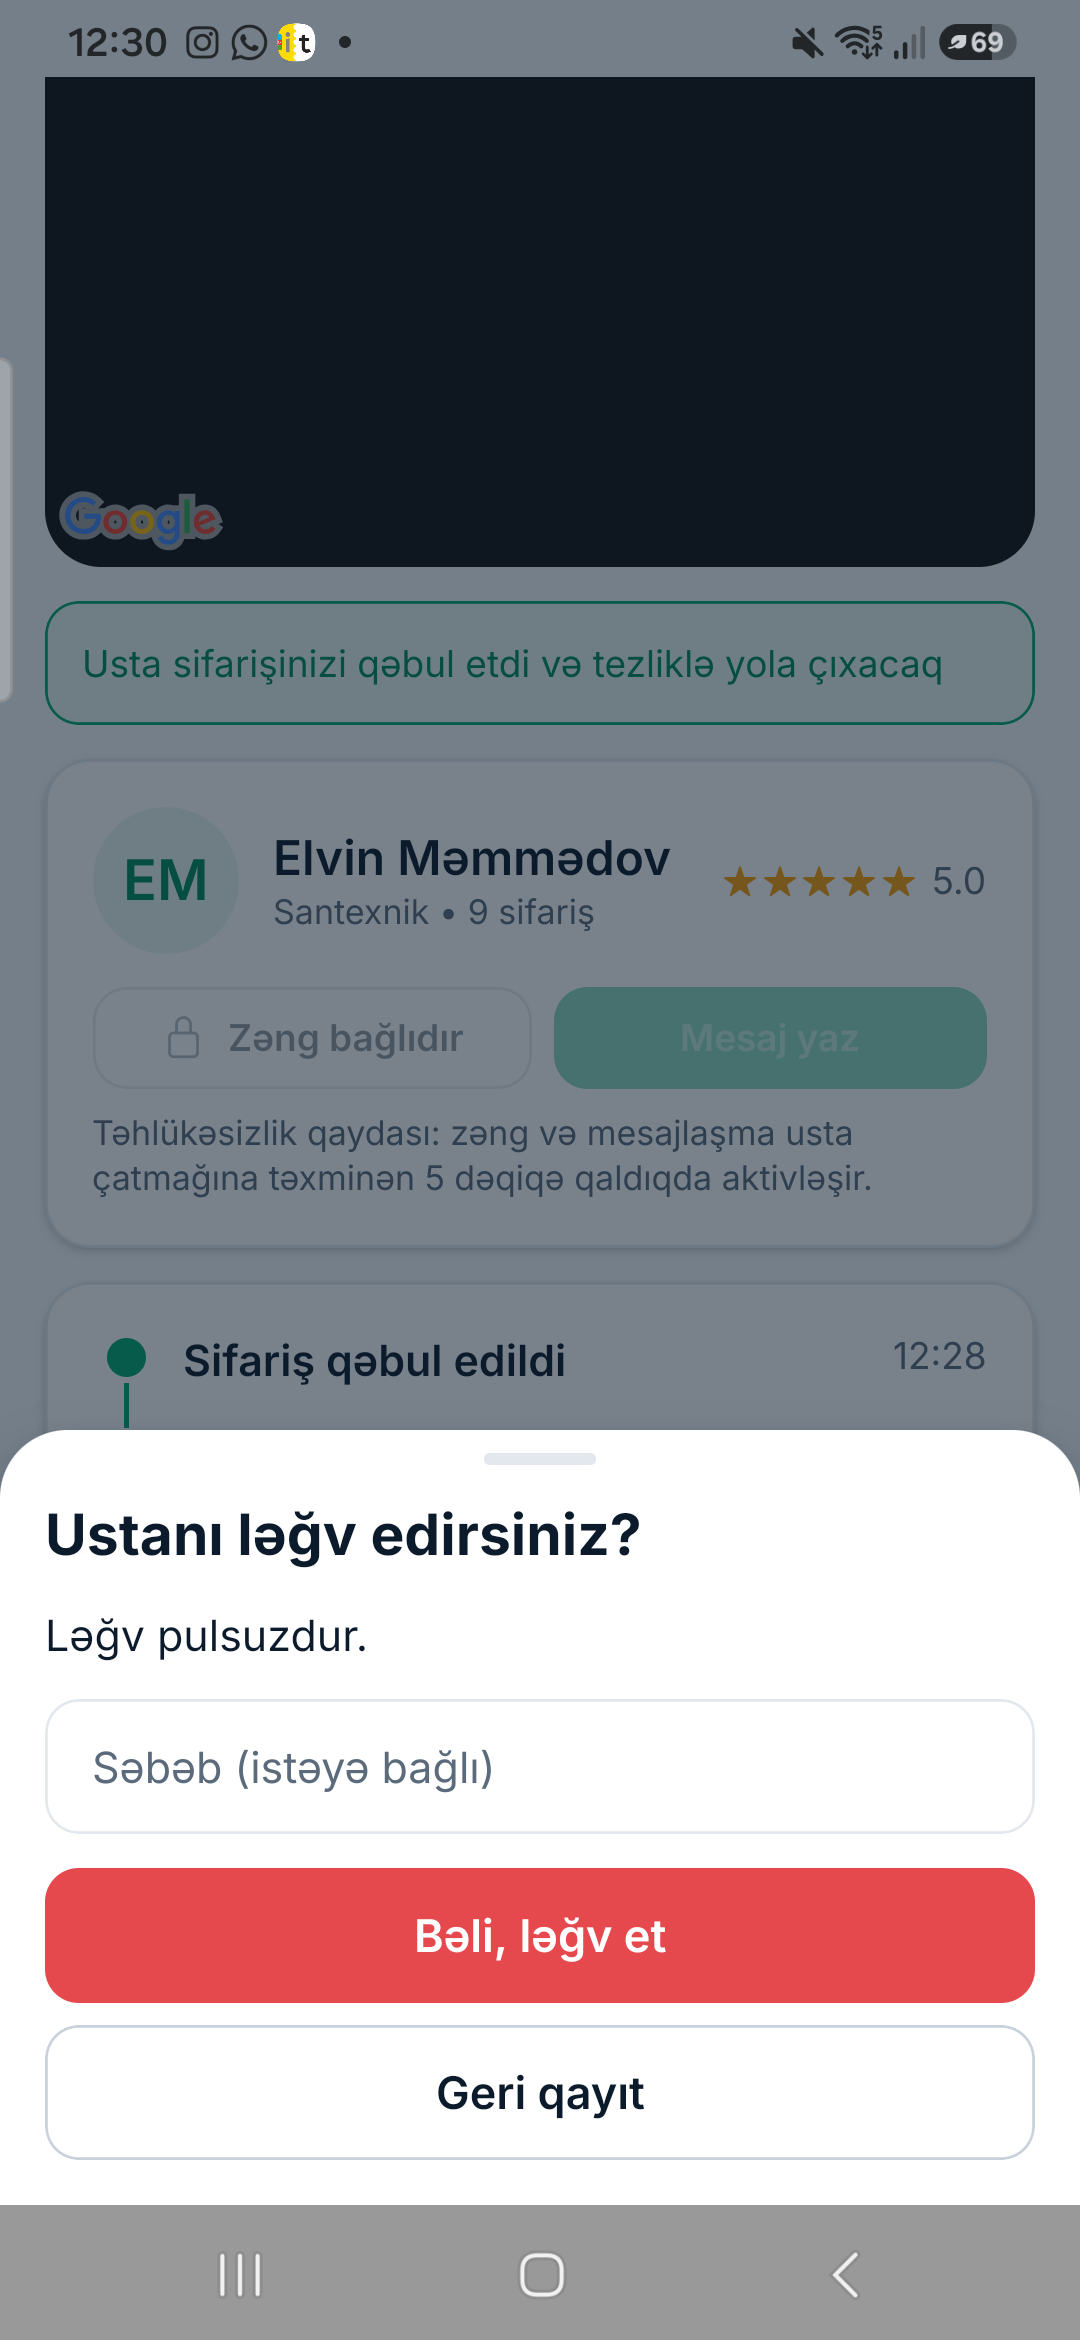 12:30
it
5
69
Google
Usta sifarişinizi qəbul etdi və tezliklə yola çıxacaq
EM
Elvin Məmmədov
Santexnik • 9 sifariş
5.0
Zəng bağlıdır
Mesaj yaz
Təhlükəsizlik qaydası: zəng və mesajlaşma usta
çatmağına təxminən 5 dəqiqə qaldıqda aktivləşir.
Sifariş qəbul edildi
12:28
Ustanı ləğv edirsiniz?
Ləğv pulsuzdur.
Səbəb (istəyə bağlı)
Bəli, ləğv et
Geri qayıt